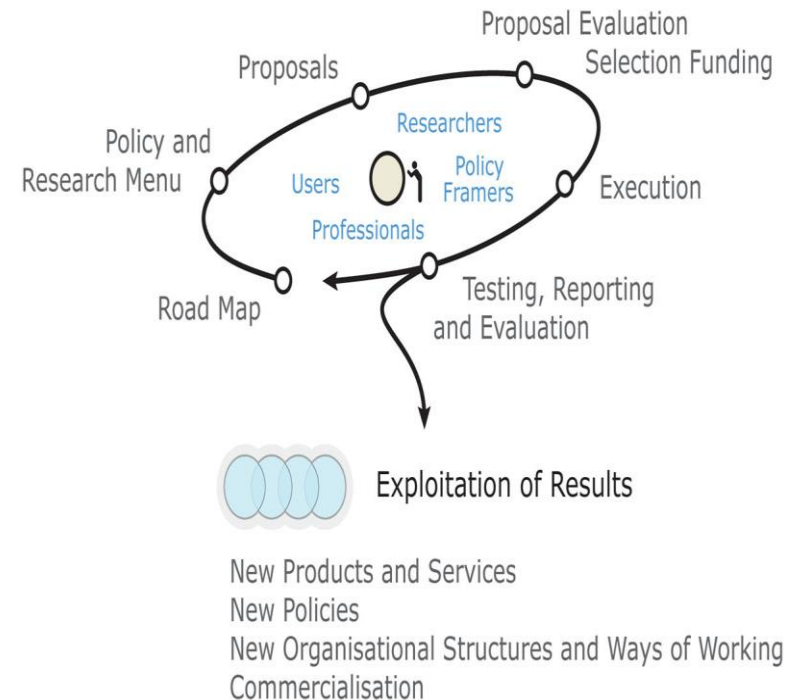 Proposal Evaluation
Selection Funding
Proposals
Researchers
Policy and
Research Menu
Users
Policy
Framers
Execution
Professionals
Testing, Reporting
and Evaluation
Road Map
Exploitation of Results
New Products and Services
New Policies
New Organisational Structures and Ways of Working
Commercialisation